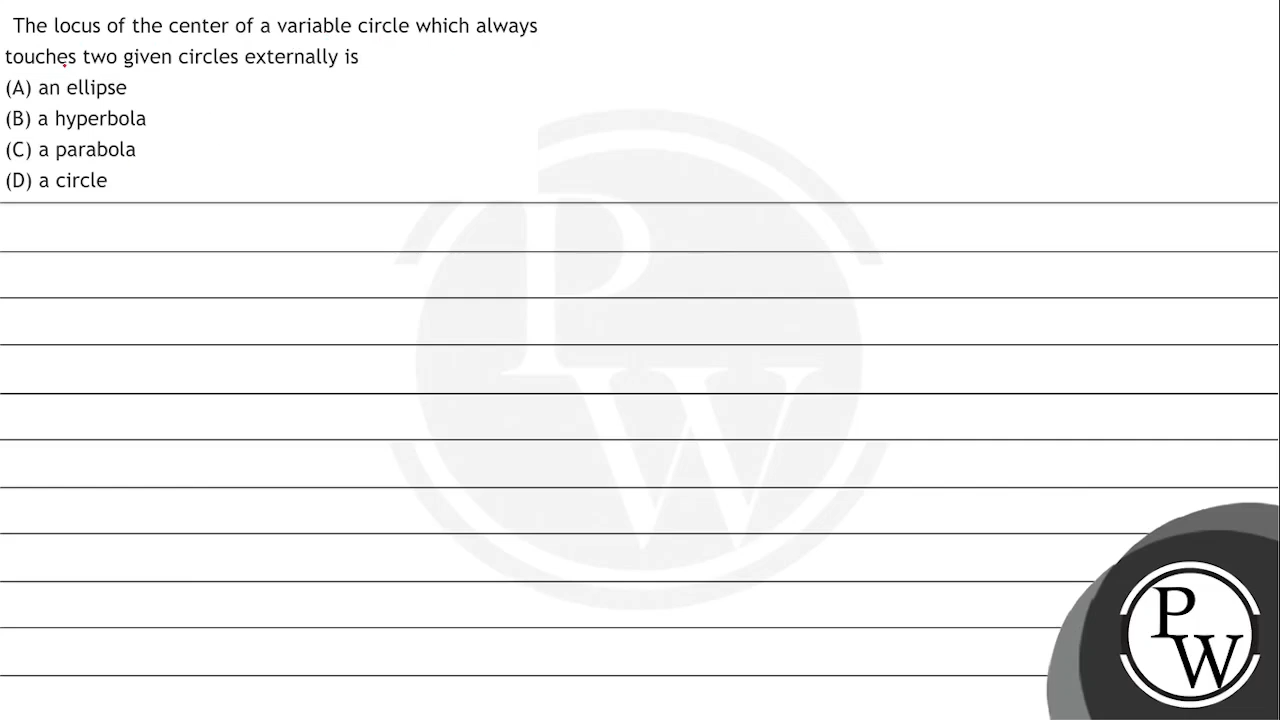 The locus of the center of a variable circle which always
touches two given circles externally is
(A) an ellipse
(B) a hyperbola
(C) a parabola
(D) a circle
P
W
P
W